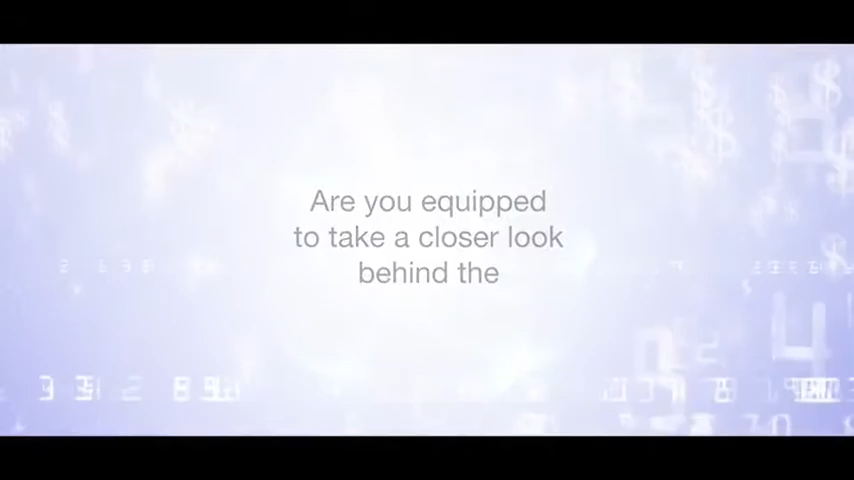 Are you equipped
to take a closer look
behind the